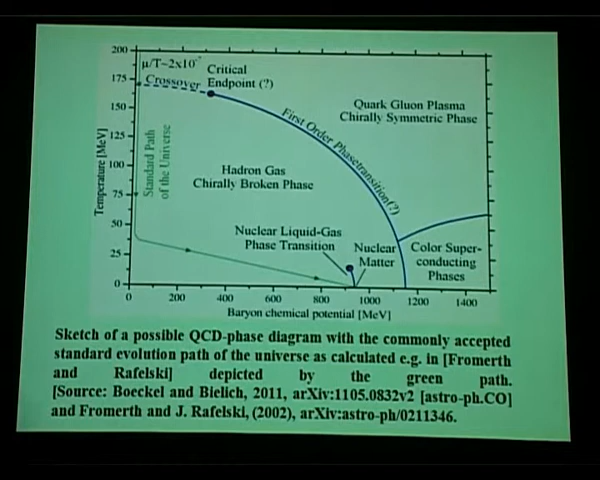 200
μ/T~2x10⁻
Critical
175
Crossover
Endpoint (?)
Quark Gluon Plasma
Chirally Symmetric Phase
150
First Order Phasetransition(?)
125
Temperature [MeV]
Standard Path
of the Universe
Hadron Gas
Chirally Broken Phase
100
75
50
Nuclear Liquid-Gas
Phase Transition
Nuclear
Matter
Color Super-
conducting
Phases
25
0
0 200 400 600 800 1000 1200 1400
Baryon chemical potential [MeV]
Sketch of a possible QCD-phase diagram with the commonly accepted
standard evolution path of the universe as calculated e.g. in [Fromerth
and Rafelski] depicted by the green path.
[Source: Boeckel and Bielich, 2011, arXiv:1105.0832v2 [astro-ph.CO]
and Fromerth and J. Rafelski, (2002), arXiv:astro-ph/0211346.